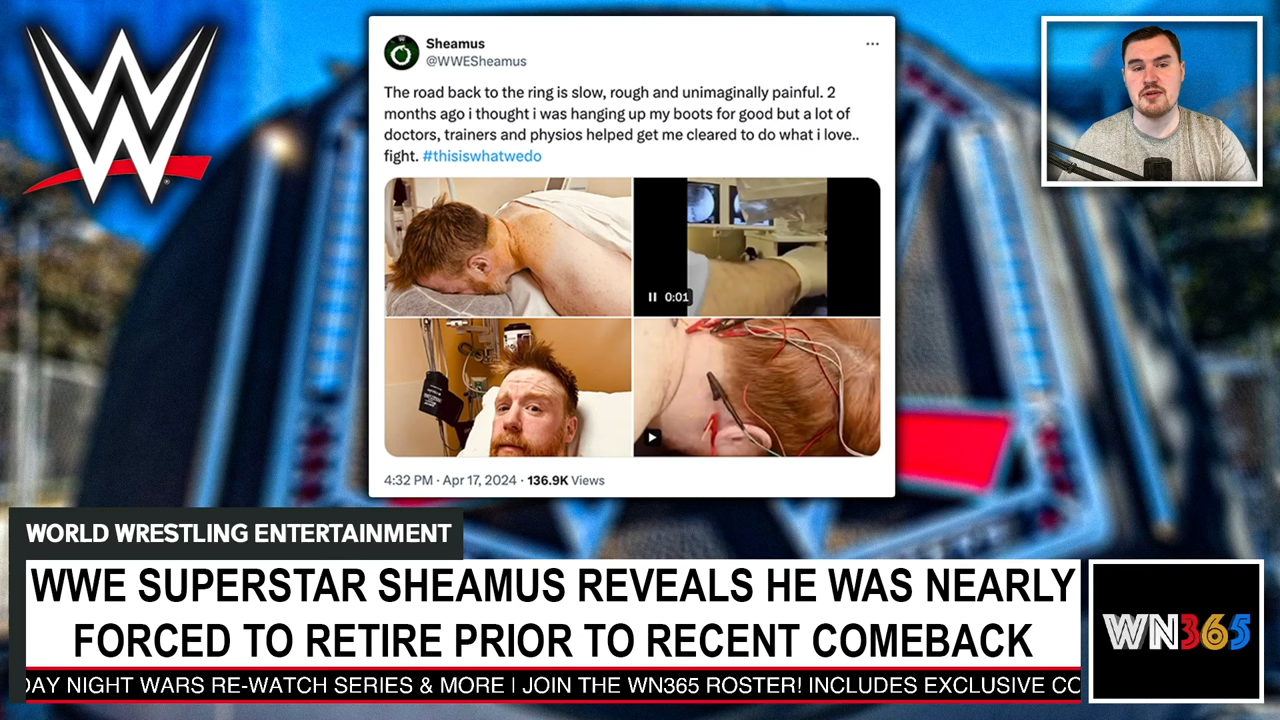 Sheamus
@WWESheamus
The road back to the ring is slow, rough and unimaginally painful. 2
months ago i thought i was hanging up my boots for good but a lot of
doctors, trainers and physios helped get me cleared to do what i love..
fight. #thisiswhatwedo
0:01
4:32 PM · Apr 17, 2024 · 136.9K Views
WORLD WRESTLING ENTERTAINMENT
WWE SUPERSTAR SHEAMUS REVEALS HE WAS NEARLY
FORCED TO RETIRE PRIOR TO RECENT COMEBACK
WN365
DAY NIGHT WARS RE-WATCH SERIES & MORE | JOIN THE WN365 ROSTER! INCLUDES EXCLUSIVE CO